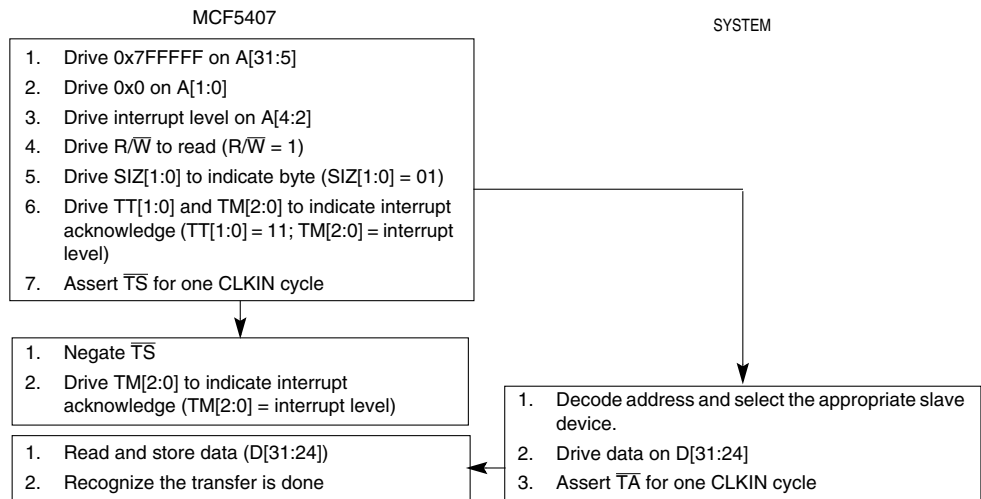 MCF5407
SYSTEM
1. Drive 0x7FFFFF on A[31:5]
2. Drive 0x0 on A[1:0]
3. Drive interrupt level on A[4:2]
4. Drive R/W̅ to read (R/W̅ = 1)
5. Drive SIZ[1:0] to indicate byte (SIZ[1:0] = 01)
6. Drive TT[1:0] and TM[2:0] to indicate interrupt
acknowledge (TT[1:0] = 11; TM[2:0] = interrupt
level)
7. Assert T̅S̅ for one CLKIN cycle
1. Negate T̅S̅
2. Drive TM[2:0] to indicate interrupt
acknowledge (TM[2:0] = interrupt level)
1. Decode address and select the appropriate slave
device.
2. Drive data on D[31:24]
3. Assert T̅A̅ for one CLKIN cycle
1. Read and store data (D[31:24])
2. Recognize the transfer is done